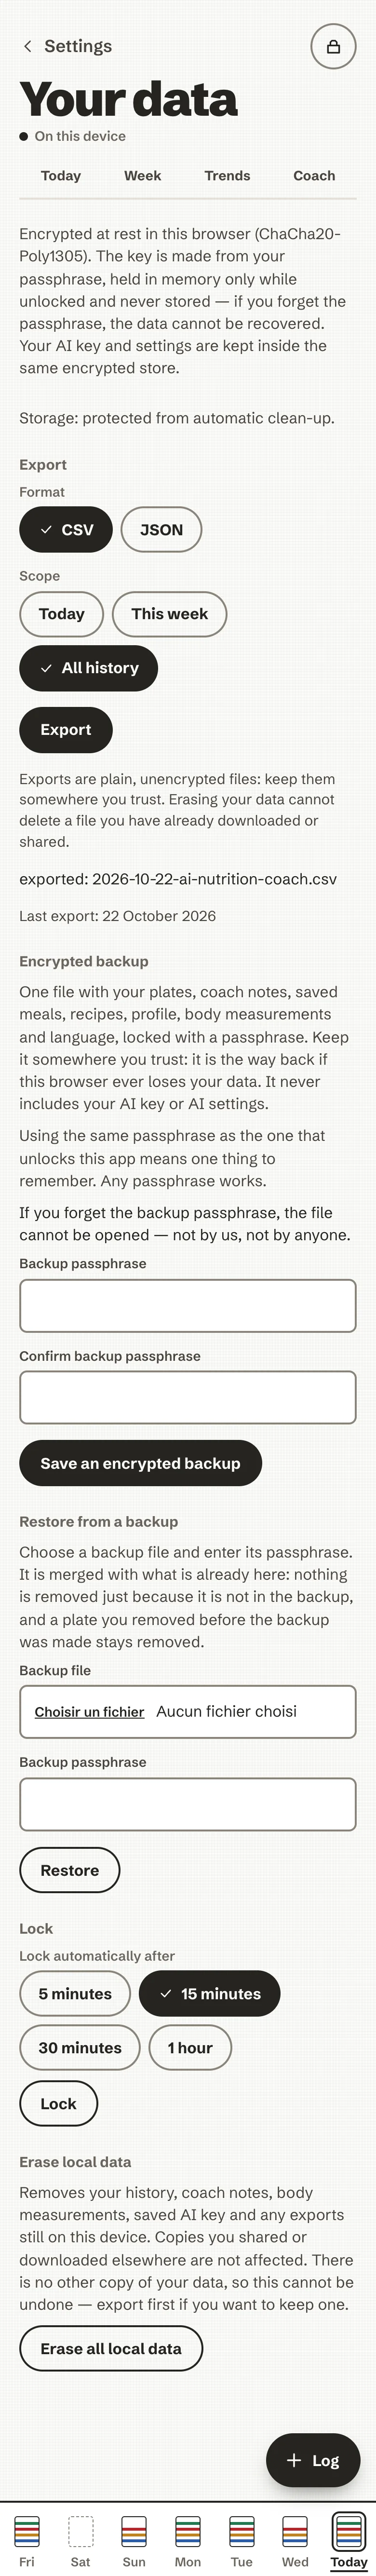 Settings
Your data
On this device
Today Week Trends Coach
Encrypted at rest in this browser (ChaCha20-
Poly1305). The key is made from your
passphrase, held in memory only while
unlocked and never stored — if you forget the
passphrase, the data cannot be recovered.
Your AI key and settings are kept inside the
same encrypted store.
Storage: protected from automatic clean-up.
Export
Format
CSV JSON
Scope
Today This week
All history
Export
Exports are plain, unencrypted files: keep them
somewhere you trust. Erasing your data cannot
delete a file you have already downloaded or
shared.
exported: 2026-10-22-ai-nutrition-coach.csv
Last export: 22 October 2026
Encrypted backup
One file with your plates, coach notes, saved
meals, recipes, profile, body measurements
and language, locked with a passphrase. Keep
it somewhere you trust: it is the way back if
this browser ever loses your data. It never
includes your AI key or AI settings.
Using the same passphrase as the one that
unlocks this app means one thing to
remember. Any passphrase works.
If you forget the backup passphrase, the file
cannot be opened — not by us, not by anyone.
Backup passphrase
Confirm backup passphrase
Save an encrypted backup
Restore from a backup
Choose a backup file and enter its passphrase.
It is merged with what is already here: nothing
is removed just because it is not in the backup,
and a plate you removed before the backup
was made stays removed.
Backup file
Choisir un fichier Aucun fichier choisi
Backup passphrase
Restore
Lock
Lock automatically after
5 minutes 15 minutes
30 minutes 1 hour
Lock
Erase local data
Removes your history, coach notes, body
measurements, saved AI key and any exports
still on this device. Copies you shared or
downloaded elsewhere are not affected. There
is no other copy of your data, so this cannot be
undone — export first if you want to keep one.
Erase all local data
Log
Fri Sat Sun Mon Tue Wed Today